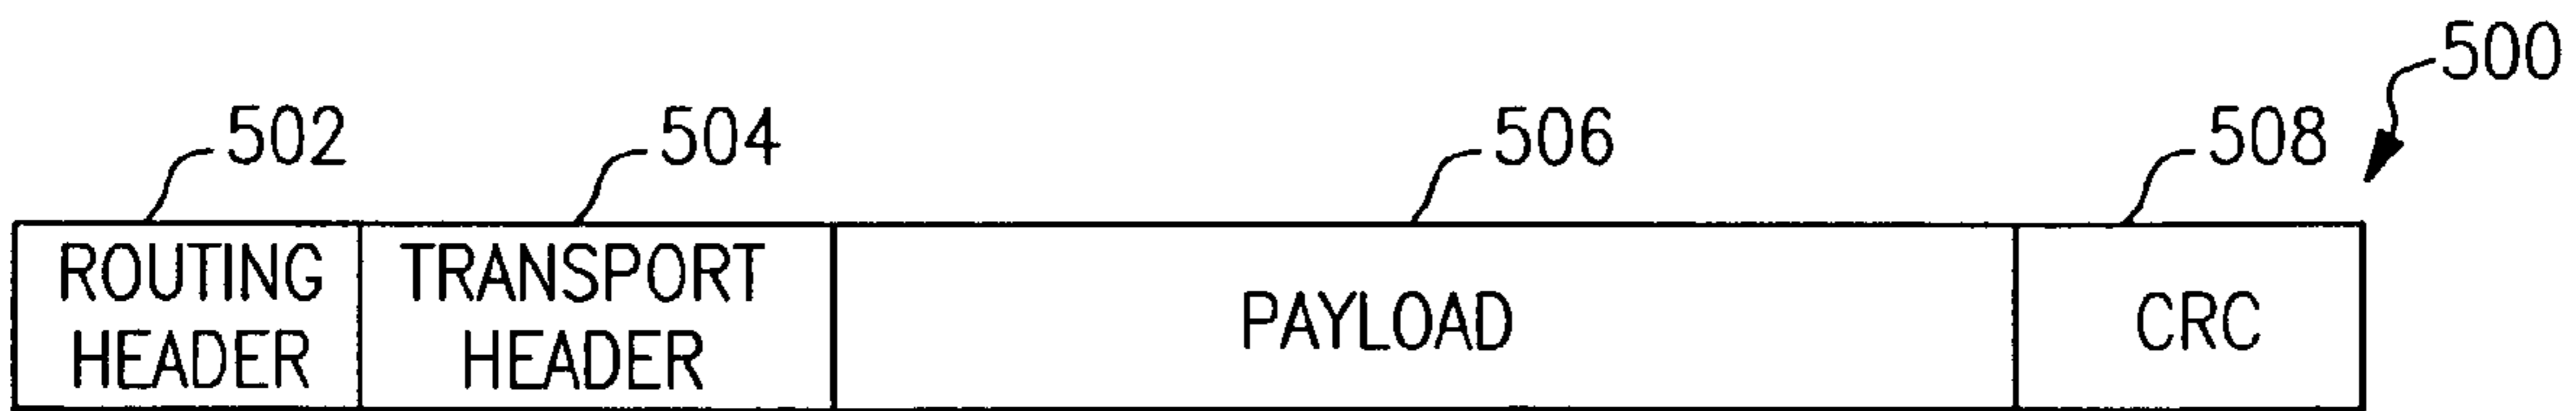 500
502
504
506
508
ROUTING
HEADER
TRANSPORT
HEADER
PAYLOAD
CRC